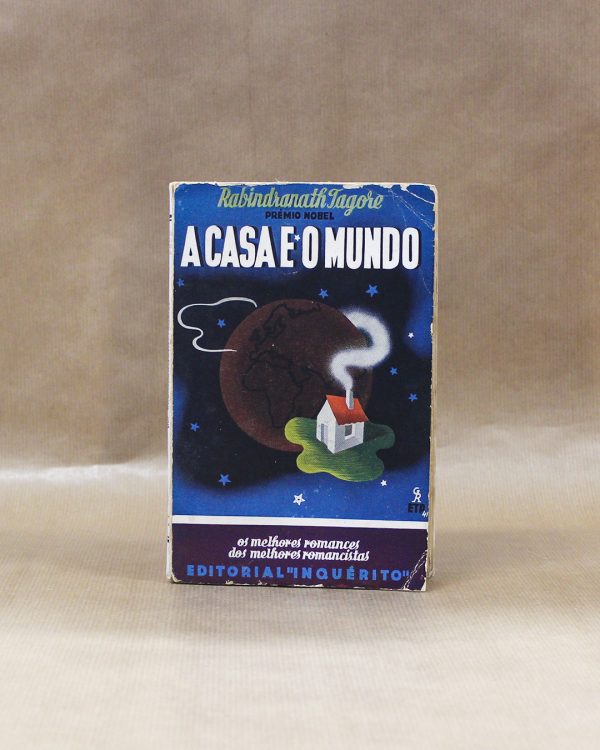 Rabindranath Tagore
PRÉMIO NOBEL
A CASA E O MUNDO
os melhores romances
dos melhores romancistas
EDITORIAL "INQUÉRITO"